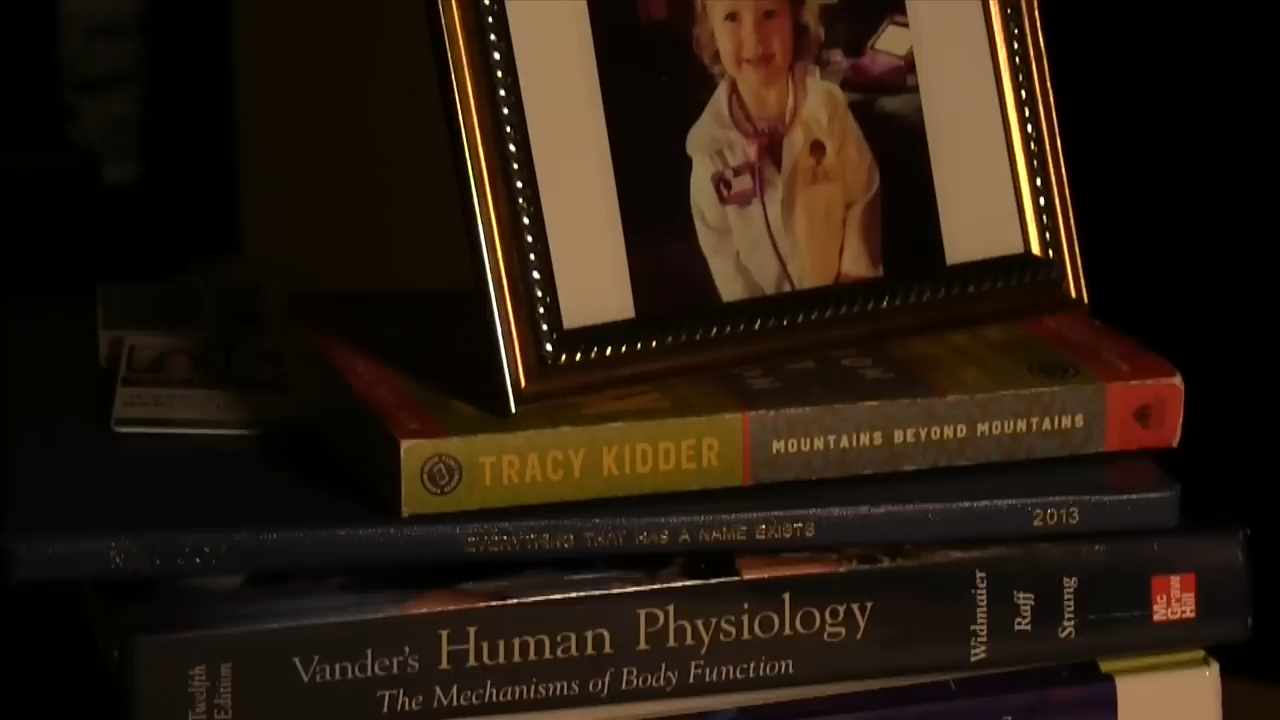 TRACY KIDDER
MOUNTAINS BEYOND MOUNTAINS
EVERYTHING THAT HAS A NAME EXISTS
2013
Vander's Human Physiology
The Mechanisms of Body Function
Twelfth
Edition
Widmaier
Raff
Strang
Mc
Graw
Hill